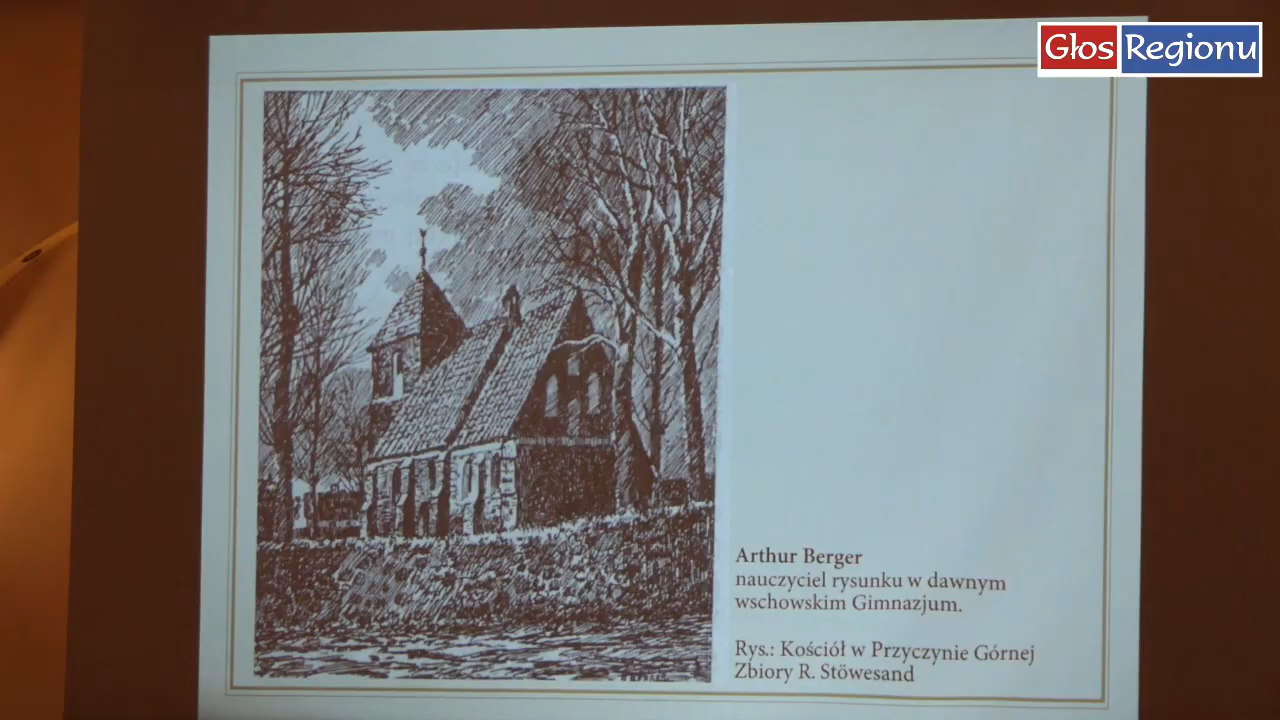 Głos Regionu
Arthur Berger
nauczyciel rysunku w dawnym
wschowskim Gimnazjum.
Rys.: Kościół w Przyczynie Górnej
Zbiory R. Stöwesand